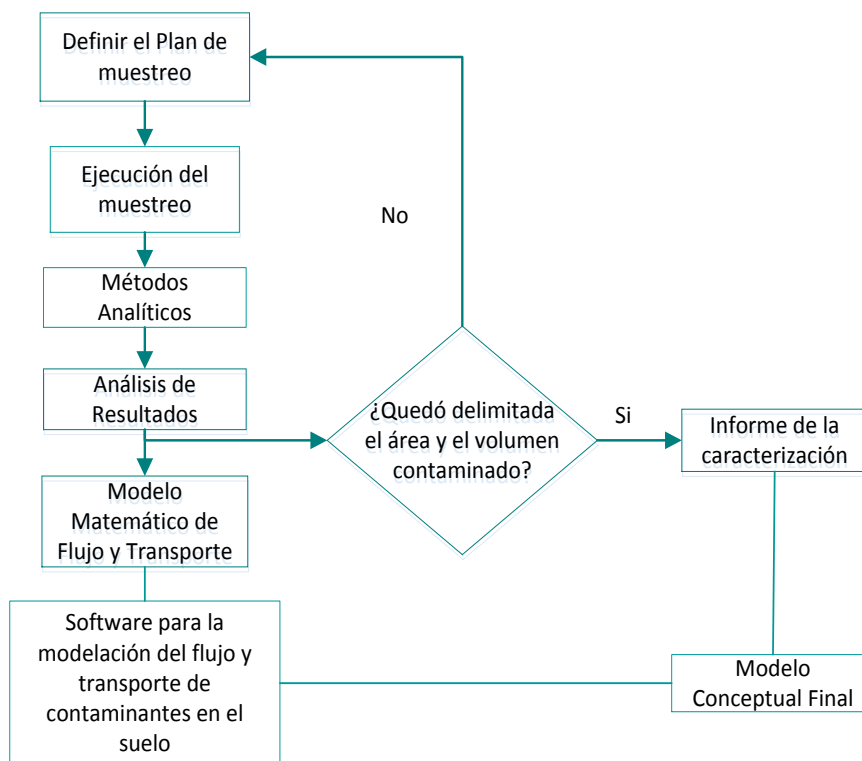 Definir el Plan de
muestreo
Ejecución del
muestreo
No
Métodos
Analíticos
Análisis de
Resultados
¿Quedó delimitada
el área y el volumen
contaminado?
Si
Informe de la
caracterización
Modelo
Matemático de
Flujo y Transporte
Software para la
modelación del flujo y
transporte de
contaminantes en el
suelo
Modelo
Conceptual Final